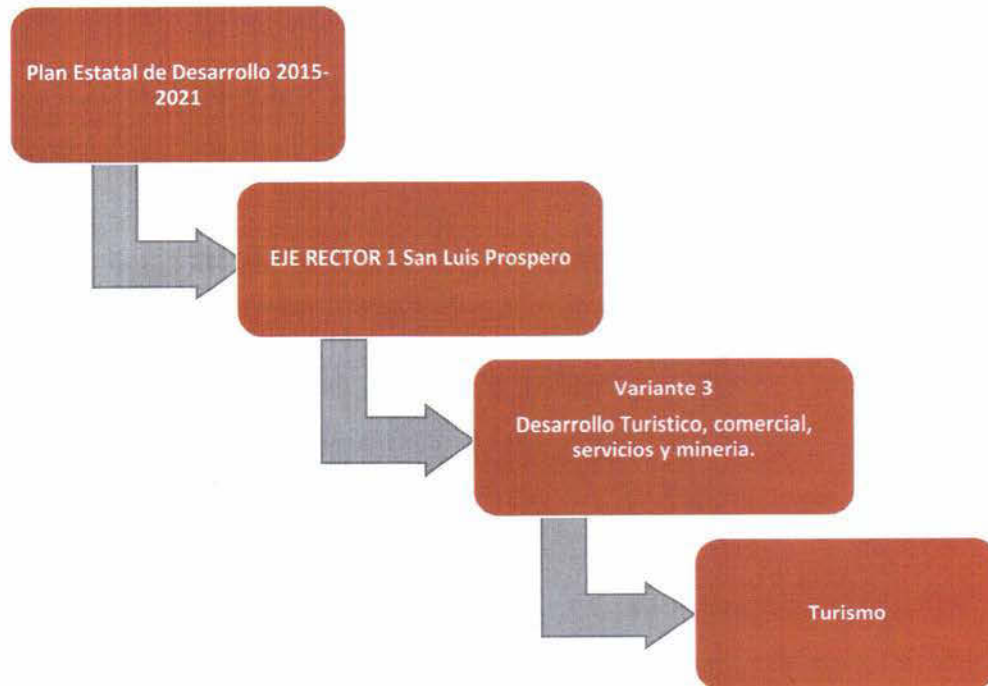 Plan Estatal de Desarrollo 2015-
2021
EJE RECTOR 1 San Luis Prospero
Variante 3
Desarrollo Turistico, comercial,
servicios y mineria.
Turismo